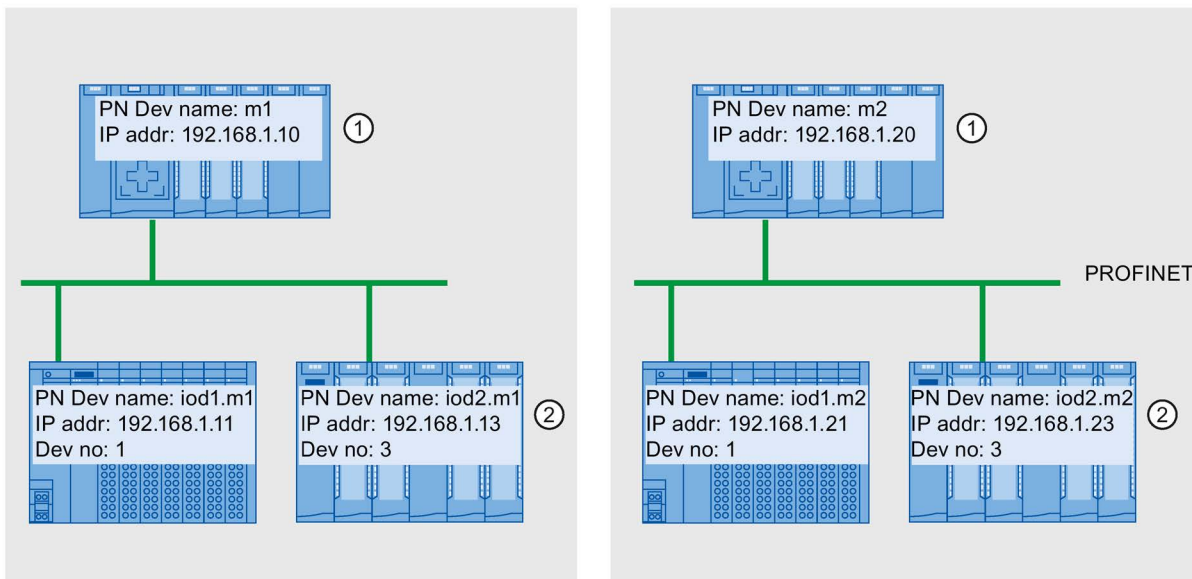 PN Dev name: m1
IP addr: 192.168.1.10
1
PN Dev name: iod1.m1
IP addr: 192.168.1.11
Dev no: 1
PN Dev name: iod2.m1
IP addr: 192.168.1.13
Dev no: 3
2
PN Dev name: m2
IP addr: 192.168.1.20
1
PROFINET
PN Dev name: iod1.m2
IP addr: 192.168.1.21
Dev no: 1
PN Dev name: iod2.m2
IP addr: 192.168.1.23
Dev no: 3
2